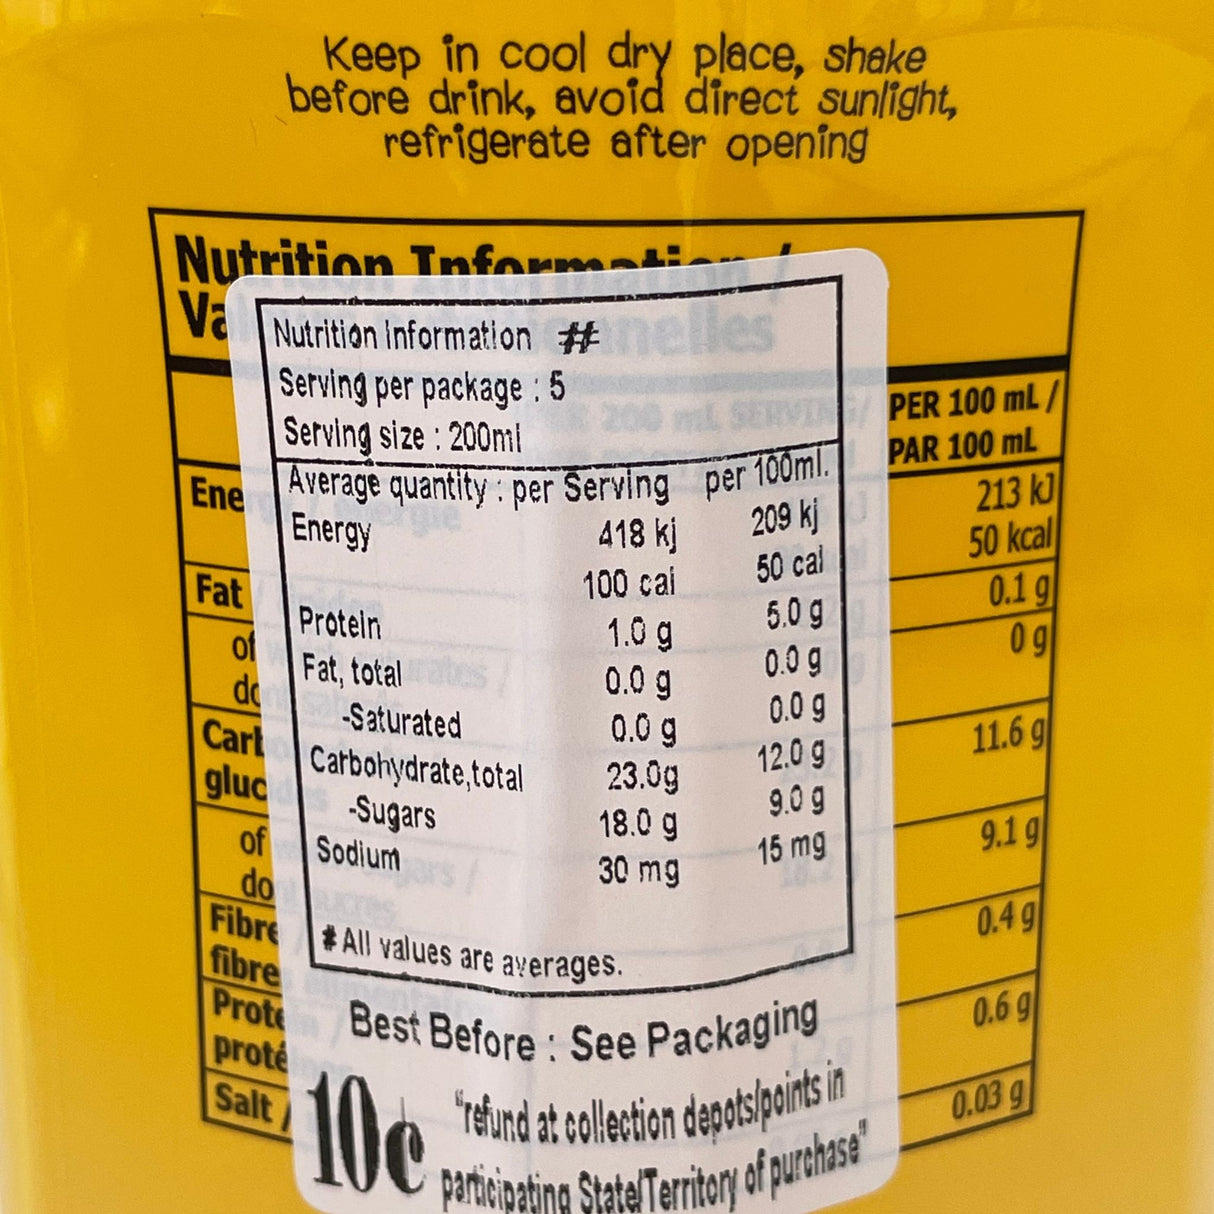 Keep in cool dry place, shake
before drink, avoid direct sunlight,
refrigerate after opening
Nutrition Information /
Va
nnelles
Nutrition Information #
Serving per package : 5
Serving size : 200ml
Average quantity : per Serving per 100ml.
Energy 418 kj 209 kj
100 cal 50 cal
Protein 1.0 g 5.0 g
Fat, total 0.0 g 0.0 g
-Saturated 0.0 g 0.0 g
Carbohydrate,total 23.0g 12.0 g
-Sugars 18.0 g 9.0 g
Sodium 30 mg 15 mg
# All values are averages.
Best Before : See Packaging
10¢ "refund at collection depots/points in
participating State/Territory of purchase"
PER 100 mL /
PAR 100 mL
Ene 213 kJ
50 kcal
Fat 0.1 g
of 0 g
do
Carb 11.6 g
gluc
of 9.1 g
do
Fibre 0.4 g
fibre
Prote 0.6 g
proté
Salt / 0.03 g